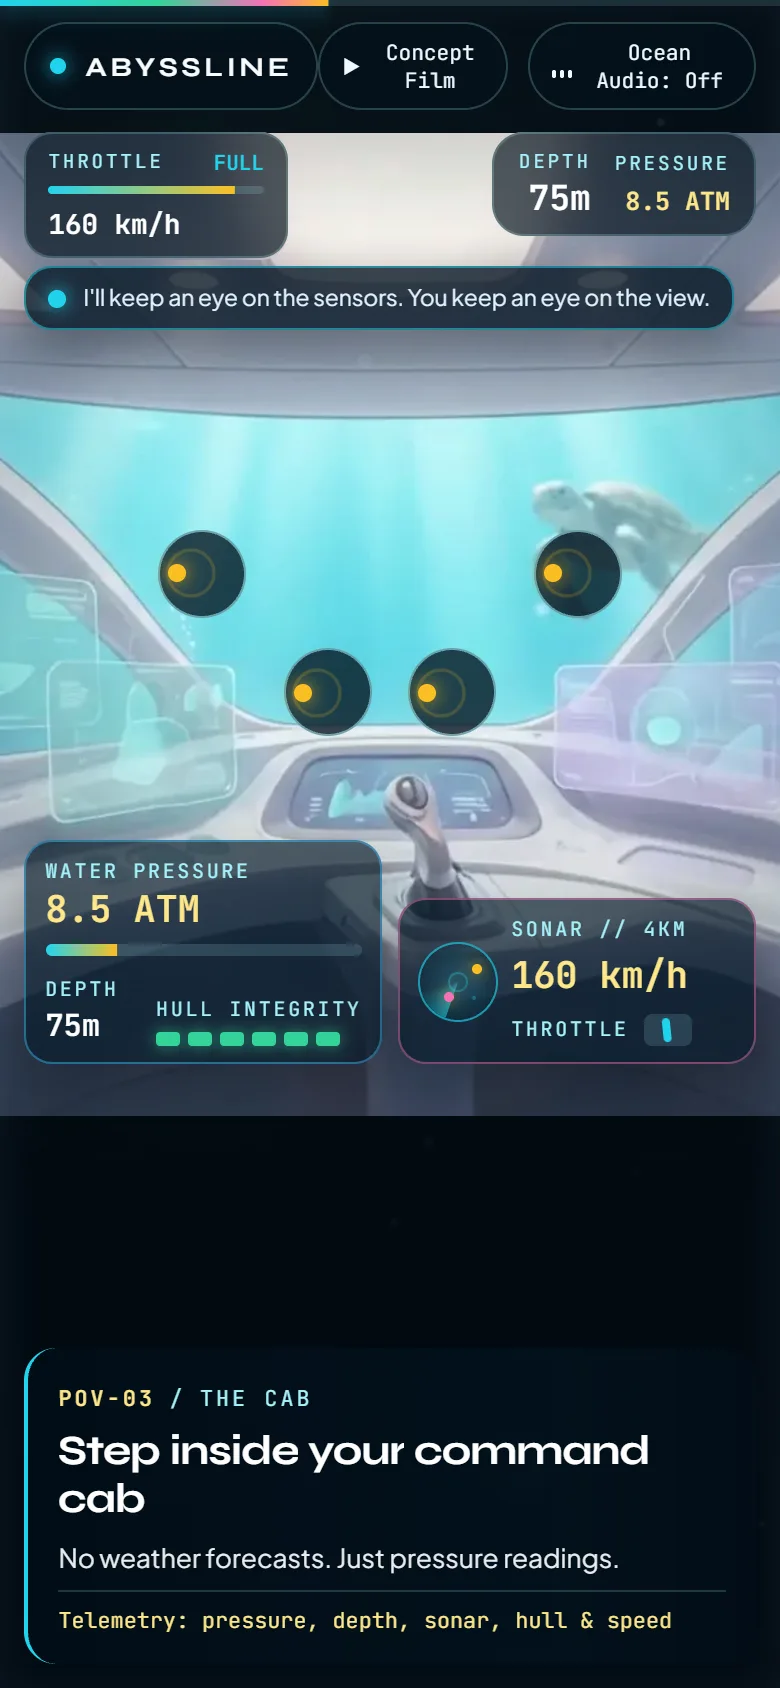 ABYSSLINE
Concept
Film
Ocean
Audio: Off
THROTTLE FULL
160 km/h
DEPTH PRESSURE
75m 8.5 ATM
I'll keep an eye on the sensors. You keep an eye on the view.
WATER PRESSURE
8.5 ATM
DEPTH
75m
HULL INTEGRITY
SONAR // 4KM
160 km/h
THROTTLE
POV-03 / THE CAB
Step inside your command
cab
No weather forecasts. Just pressure readings.
Telemetry: pressure, depth, sonar, hull & speed